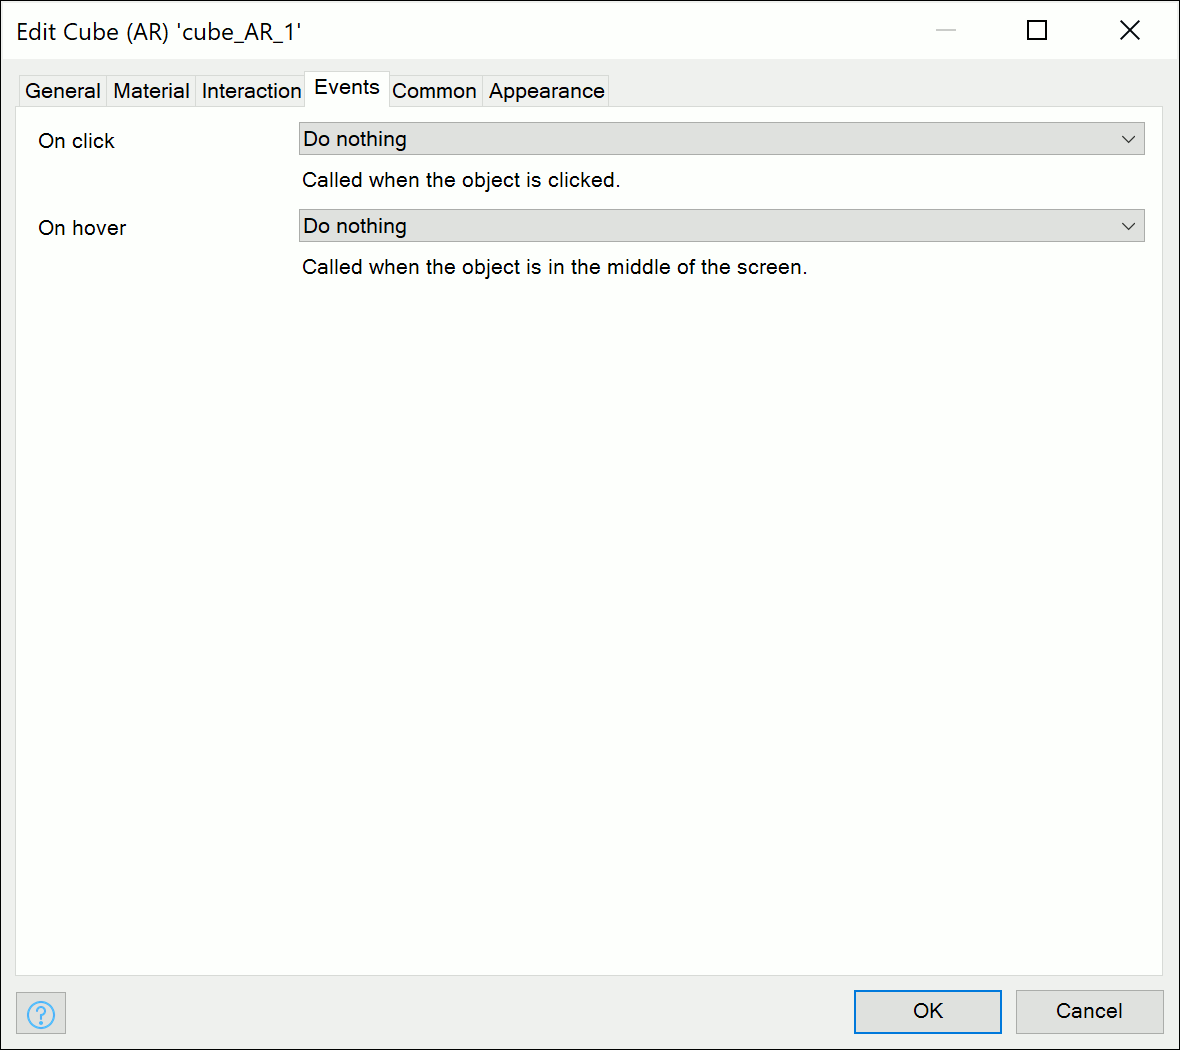 Edit Cube (AR) 'cube_AR_1'
General Material Interaction Events Common Appearance
On click Do nothing
Called when the object is clicked.
On hover Do nothing
Called when the object is in the middle of the screen.
? OK Cancel